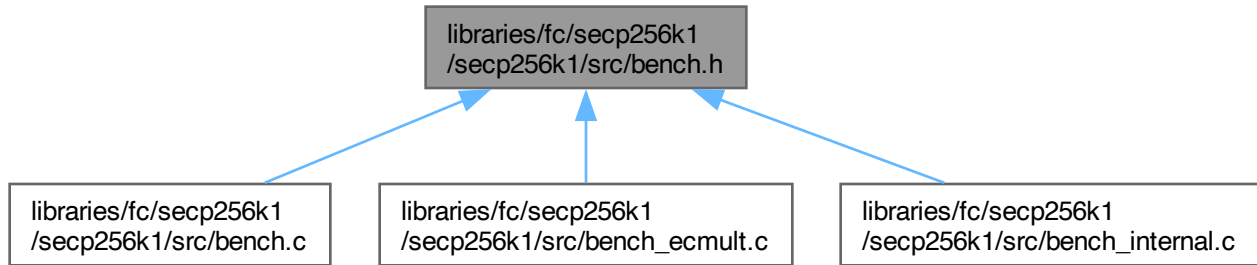 libraries/fc/secp256k1
/secp256k1/src/bench.h
libraries/fc/secp256k1
/secp256k1/src/bench.c
libraries/fc/secp256k1
/secp256k1/src/bench_ecmult.c
libraries/fc/secp256k1
/secp256k1/src/bench_internal.c